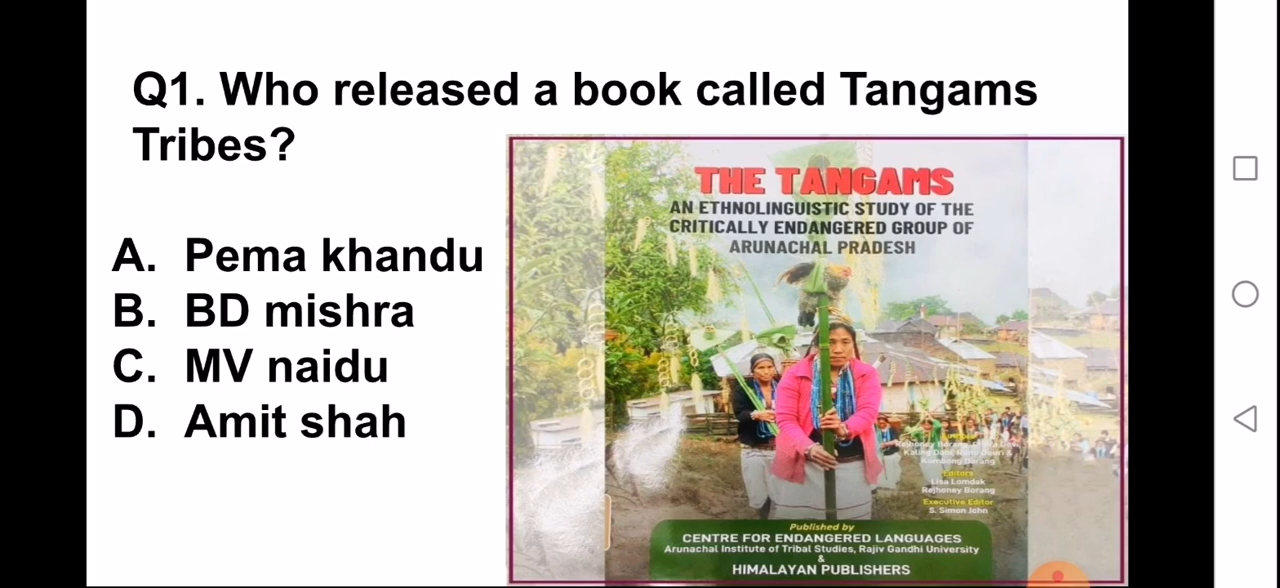 Q1. Who released a book called Tangams
Tribes?
A. Pema khandu
B. BD mishra
C. MV naidu
D. Amit shah
THE TANGAMS
AN ETHNOLINGUISTIC STUDY OF THE
CRITICALLY ENDANGERED GROUP OF
ARUNACHAL PRADESH
Editors
Lisa Lomdak
Rejhoney Borang
Executive Editor
S. Simon John
Published by
CENTRE FOR ENDANGERED LANGUAGES
Arunachal Institute of Tribal Studies, Rajiv Gandhi University
&
HIMALAYAN PUBLISHERS